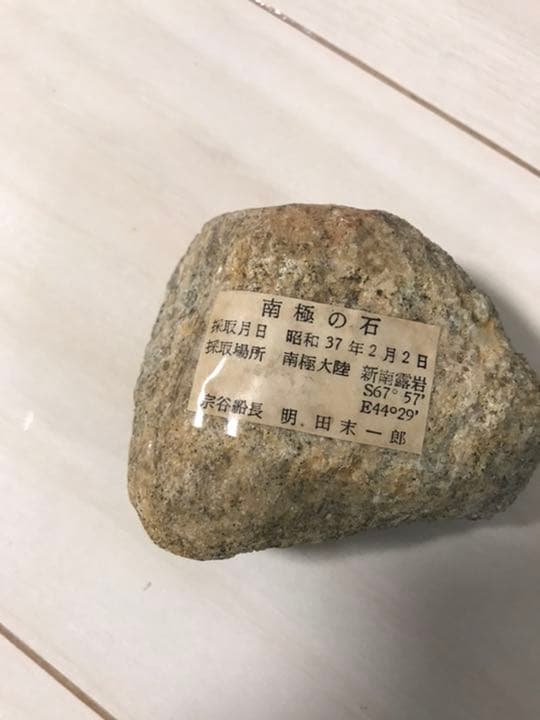 南極の石
採取月日 昭和37年2月2日
採取場所 南極大陸 新南露岩
S67°57'
E44°29'
宗谷船長 明田末一郎